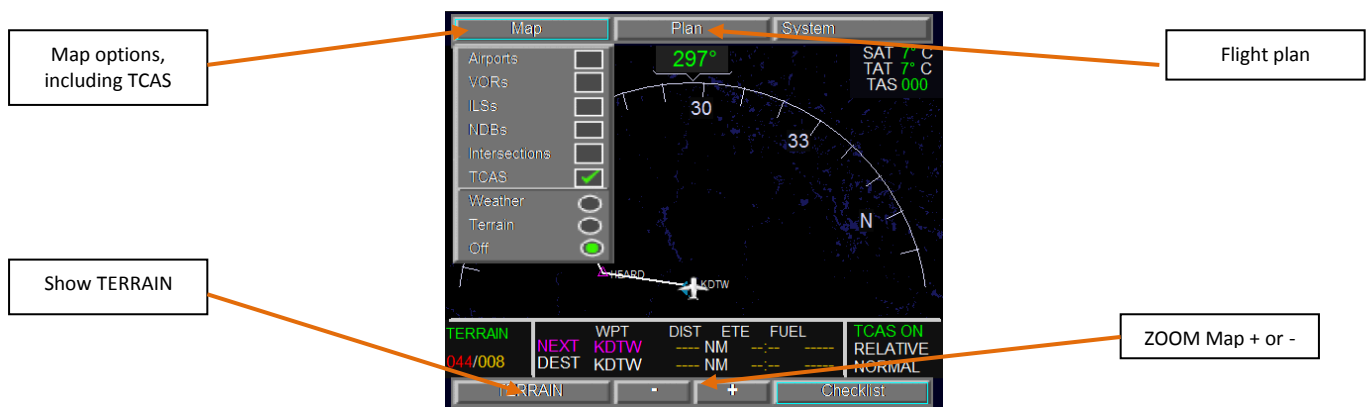 Map options,
including TCAS
Show TERRAIN
Map
Plan
System
Airports
VORs
ILSs
NDBs
Intersections
TCAS
Weather
Terrain
Off
297°
SAT 7° C
TAT 7° C
TAS 000
30
33
N
HEARD
KDTW
TERRAIN
044/008
WPT DIST ETE FUEL
NEXT KDTW ---- NM --:-- -----
DEST KDTW ---- NM --:-- -----
TCAS ON
RELATIVE
NORMAL
TERRAIN
-
+
Checklist
Flight plan
ZOOM Map + or -